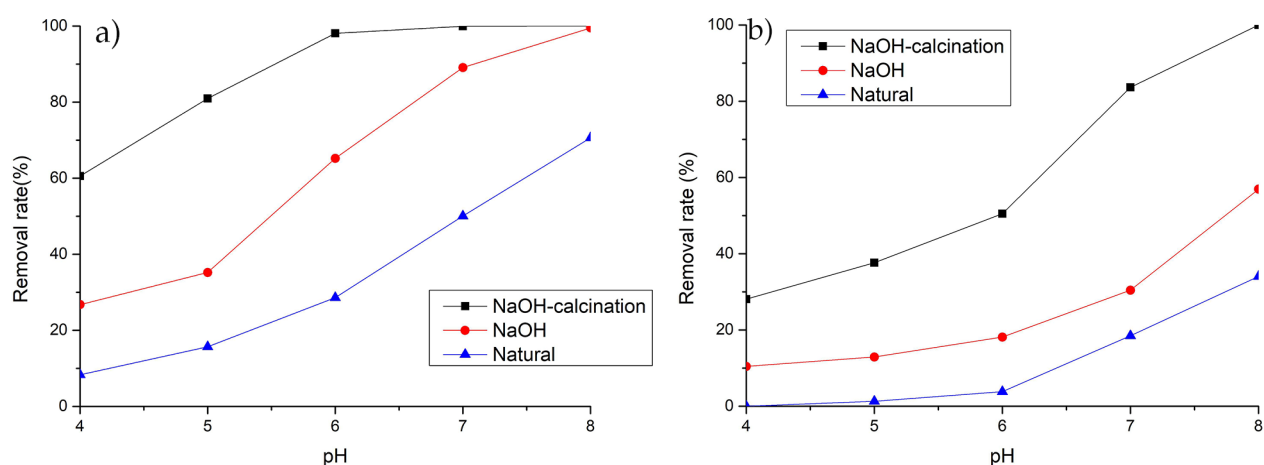 a)
100
80
60
40
20
0
Removal rate(%)
NaOH-calcination
NaOH
Natural
4 5 6 7 8
pH
b)
100
80
60
40
20
0
Removal rate (%)
NaOH-calcination
NaOH
Natural
4 5 6 7 8
pH